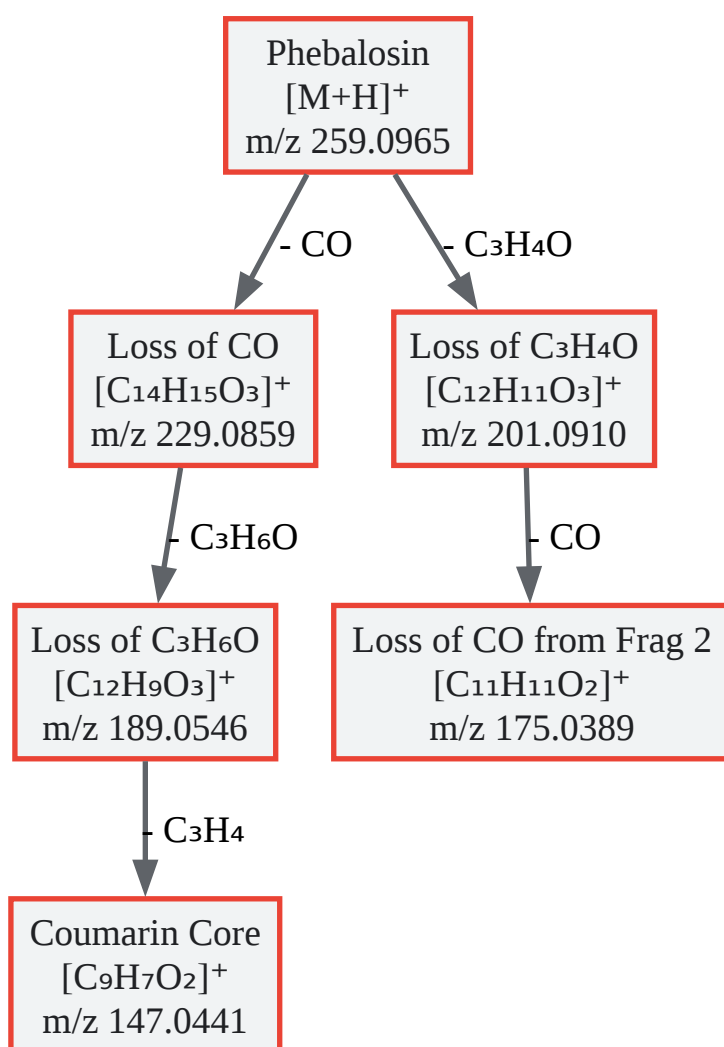 Phebalosin
[M+H]⁺
m/z 259.0965
- CO
- C₃H₄O
Loss of CO
[C₁₄H₁₅O₃]⁺
m/z 229.0859
Loss of C₃H₄O
[C₁₂H₁₁O₃]⁺
m/z 201.0910
- C₃H₆O
- CO
Loss of C₃H₆O
[C₁₂H₉O₃]⁺
m/z 189.0546
Loss of CO from Frag 2
[C₁₁H₁₁O₂]⁺
m/z 175.0389
- C₃H₄
Coumarin Core
[C₉H₇O₂]⁺
m/z 147.0441